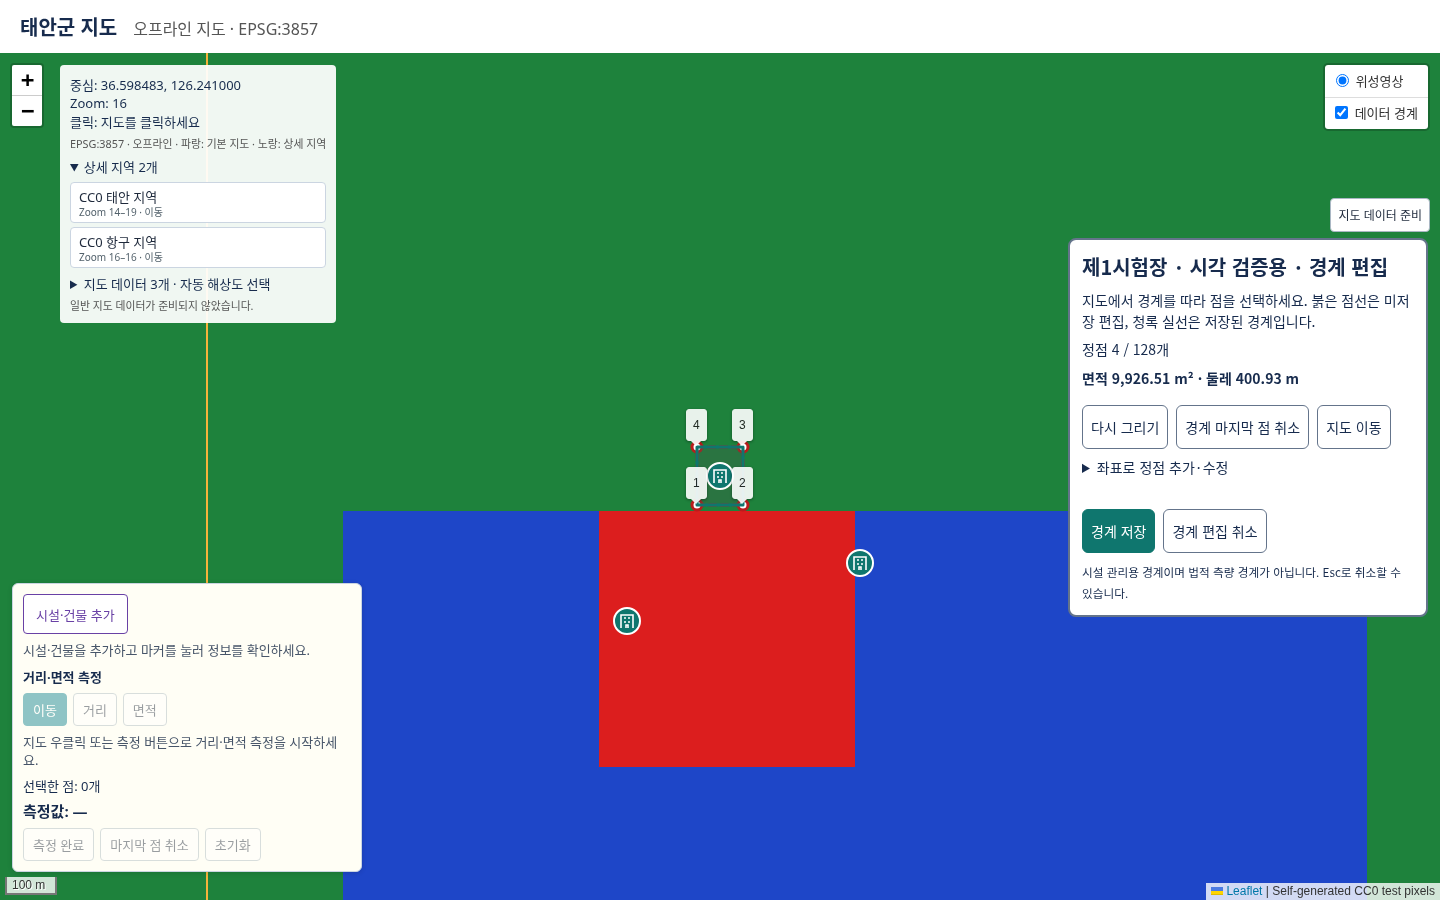 태안군 지도 오프라인 지도 · EPSG:3857
+
−
중심: 36.598483, 126.241000
Zoom: 16
클릭: 지도를 클릭하세요
EPSG:3857 · 오프라인 · 파랑: 기본 지도 · 노랑: 상세 지역
▼ 상세 지역 2개
CC0 태안 지역
Zoom 14–19 · 이동
CC0 항구 지역
Zoom 16–16 · 이동
▶ 지도 데이터 3개 · 자동 해상도 선택
일반 지도 데이터가 준비되지 않았습니다.
위성영상
데이터 경계
지도 데이터 준비
제1시험장 · 시각 검증용 · 경계 편집
지도에서 경계를 따라 점을 선택하세요. 붉은 점선은 미저
장 편집, 청록 실선은 저장된 경계입니다.
정점 4 / 128개
면적 9,926.51 m² · 둘레 400.93 m
다시 그리기 경계 마지막 점 취소 지도 이동
▶ 좌표로 정점 추가·수정
경계 저장 경계 편집 취소
시설 관리용 경계이며 법적 측량 경계가 아닙니다. Esc로 취소할 수
있습니다.
4 3
1 2
시설·건물 추가
시설·건물을 추가하고 마커를 눌러 정보를 확인하세요.
거리·면적 측정
이동 거리 면적
지도 우클릭 또는 측정 버튼으로 거리·면적 측정을 시작하세
요.
선택한 점: 0개
측정값: —
측정 완료 마지막 점 취소 초기화
100 m
Leaflet | Self-generated CC0 test pixels